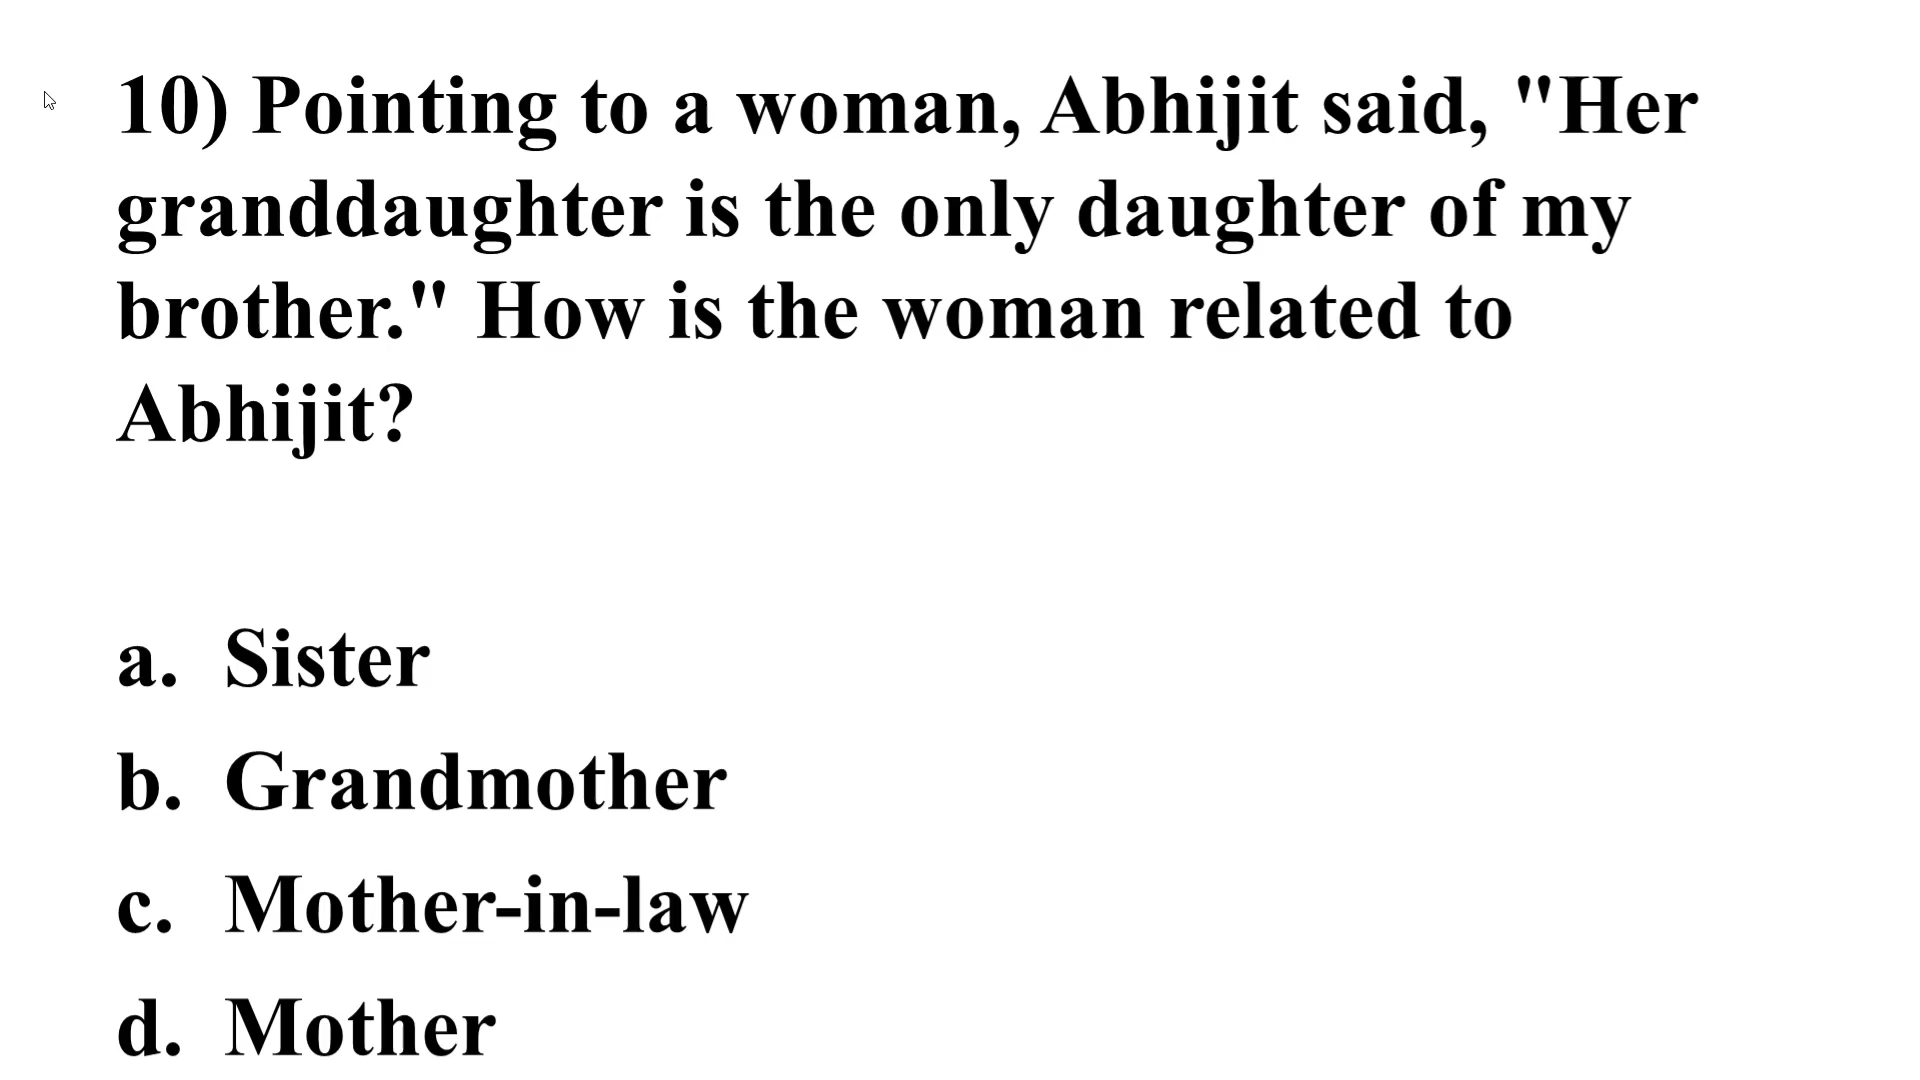 10) Pointing to a woman, Abhijit said, "Her
granddaughter is the only daughter of my
brother." How is the woman related to
Abhijit?
a. Sister
b. Grandmother
c. Mother-in-law
d. Mother